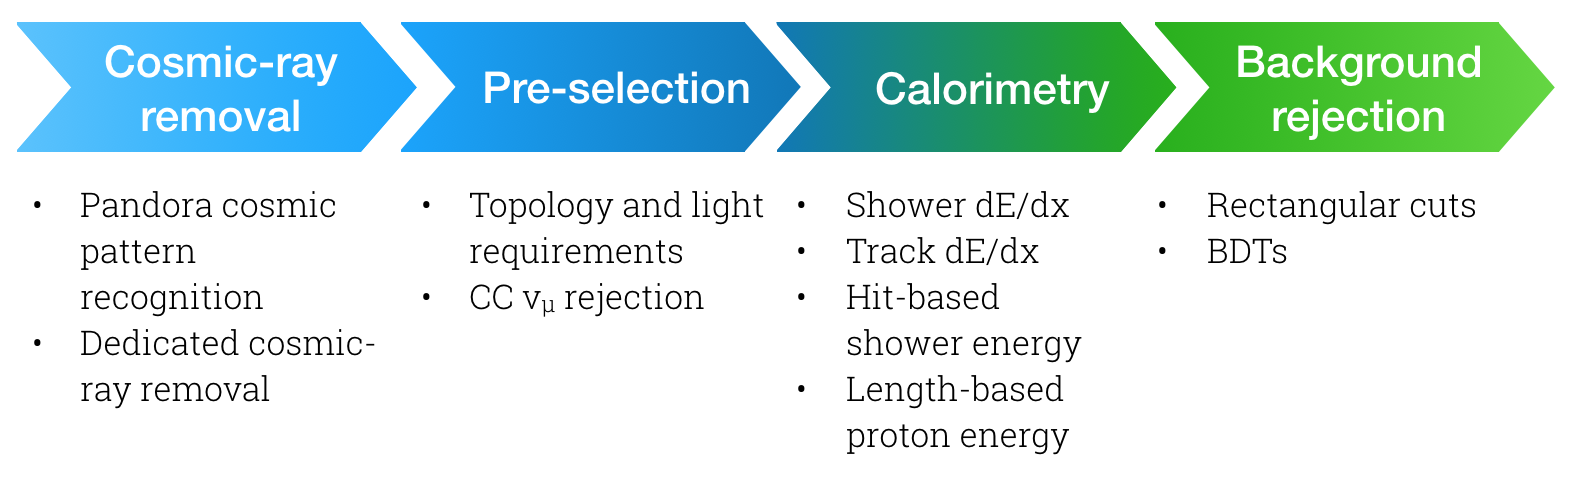 Cosmic-ray
removal
• Pandora cosmic
pattern
recognition
• Dedicated cosmic-
ray removal
Pre-selection
• Topology and light
requirements
• CC νμ rejection
Calorimetry
• Shower dE/dx
• Track dE/dx
• Hit-based
shower energy
• Length-based
proton energy
Background
rejection
• Rectangular cuts
• BDTs